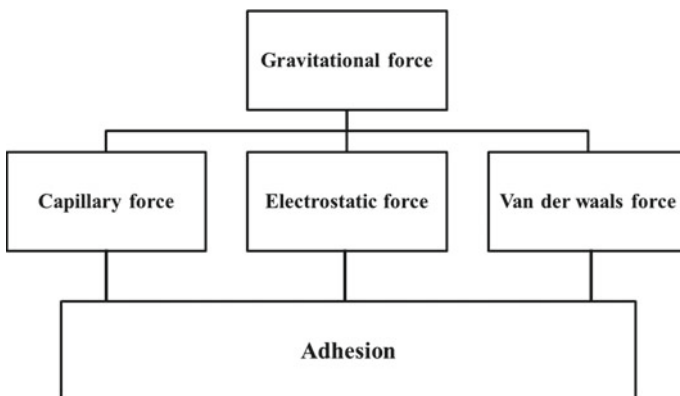 Gravitational force
Capillary force
Electrostatic force
Van der waals force
Adhesion